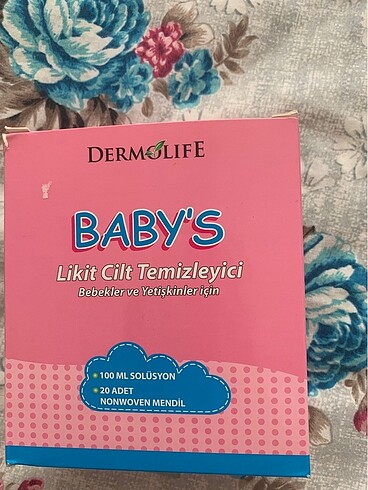 DERMOLIFE
BABY'S
Likit Cilt Temizleyici
Bebekler ve Yetişkinler için
100 ML SOLÜSYON
20 ADET
NONWOVEN MENDİL